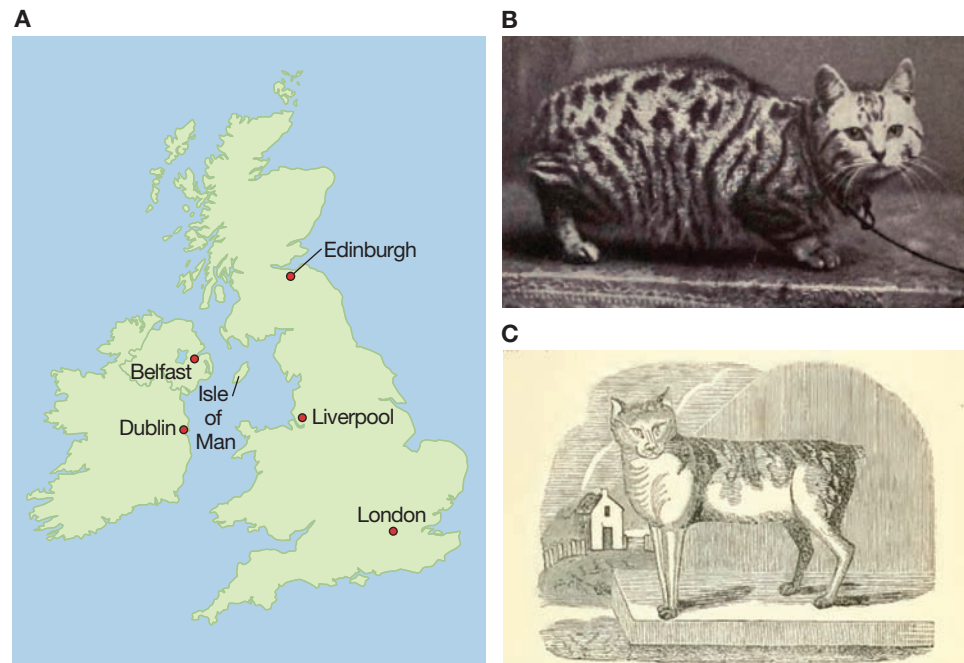 A
Edinburgh
Belfast
Isle
of
Man
Dublin
Liverpool
London
B
C